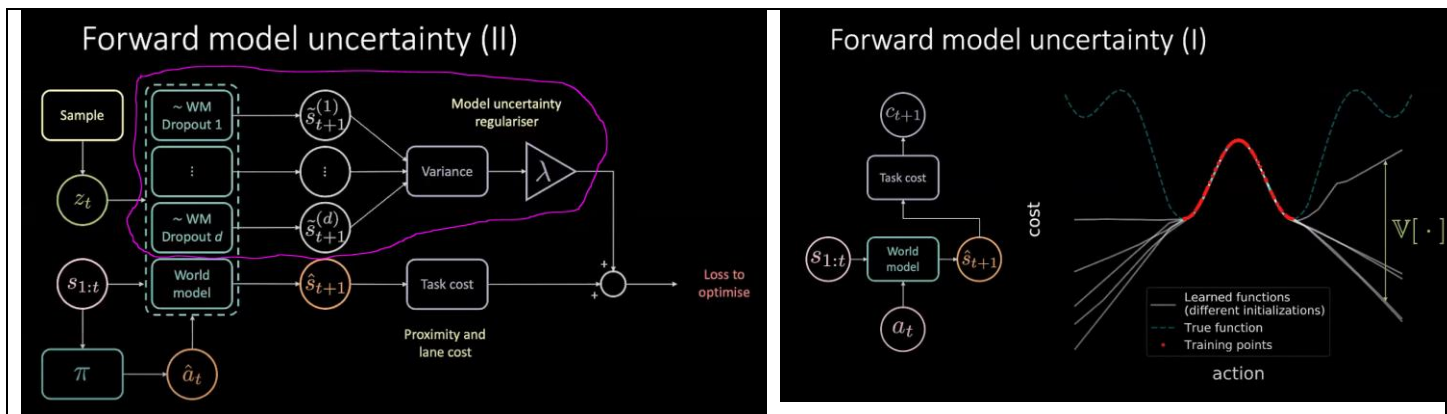 Forward model uncertainty (II)
Sample
~ WM
Dropout 1
s̃_{t+1}^{(1)}
Model uncertainty
regulariser
⋮
⋮
Variance
λ
z_t
~ WM
Dropout d
s̃_{t+1}^{(d)}
s_{1:t}
World
model
ŝ_{t+1}
Task cost
+
+
Loss to
optimise
Proximity and
lane cost
π
â_t
Forward model uncertainty (I)
c_{t+1}
Task cost
s_{1:t}
World
model
ŝ_{t+1}
a_t
cost
𝕍[ · ]
Learned functions
(different initializations)
True function
Training points
action